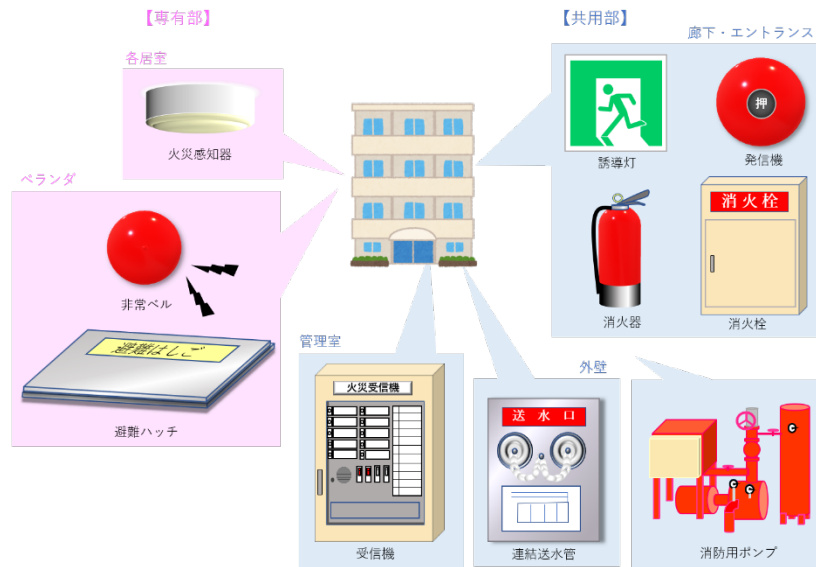 【専有部】
【共用部】
各居室
火災感知器
ベランダ
非常ベル
避難はしご
避難ハッチ
廊下・エントランス
誘導灯
押
発信機
消火器
消火栓
消火栓
管理室
火災受信機
受信機
外壁
送水口
連結送水管
消防用ポンプ